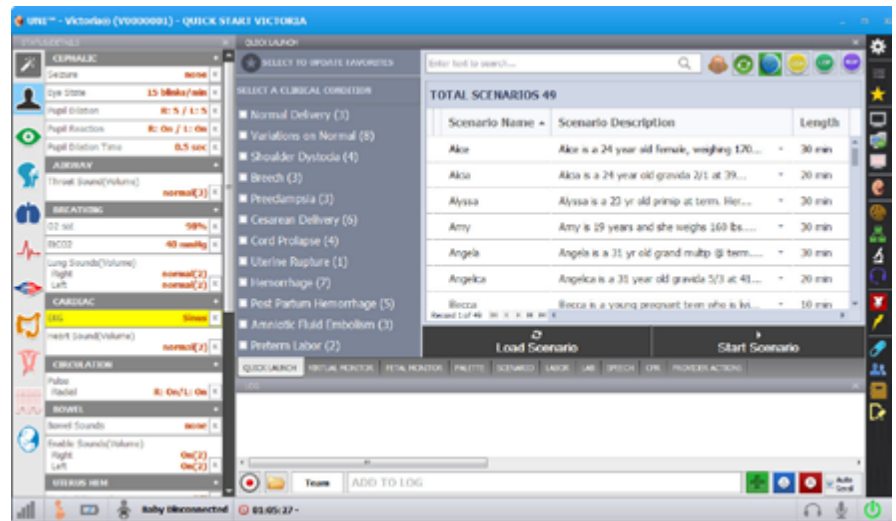 UNI™ - Victoria® (V0000001) - QUICK START VICTORIA
STATUS/DETAILS
CEPHALIC
Seizure none
Eye State 15 blinks/min
Pupil Dilation R: 5 / L: 5
Pupil Reaction R: On / L: On
Pupil Dilation Time 0.5 sec
AIRWAY
Throat Sound(Volume)
normal(2)
BREATHING
O2 sat 98%
EtCO2 40 mmHg
Lung Sounds(Volume)
Right normal(2)
Left normal(2)
CARDIAC
EKG Sinus
Heart Sound(Volume)
normal(2)
CIRCULATION
Pulse
Radial R: On/L: On
BOWEL
Bowel Sounds none
Enable Sounds(Volume)
Right On(2)
Left On(2)
UTERUS HEM
QUICK LAUNCH
SELECT TO UPDATE FAVORITES
SELECT A CLINICAL CONDITION
Normal Delivery (3)
Variations on Normal (8)
Shoulder Dystocia (4)
Breech (3)
Preeclampsia (3)
Cesarean Delivery (6)
Cord Prolapse (4)
Uterine Rupture (1)
Hemorrhage (7)
Post Partum Hemorrhage (5)
Amniotic Fluid Embolism (3)
Preterm Labor (2)
Enter text to search...
TOTAL SCENARIOS 49
Scenario Name Scenario Description Length
Alice Alice is a 24 year old female, weighing 170.... 30 min
Alicia Alicia is a 24 year old gravida 2/1 at 39.... 20 min
Alyssa Alyssa is a 23 yr old primip at term. Her.... 30 min
Amy Amy is 19 years and she weighs 160 lbs..... 30 min
Angela Angela is a 31 yr old grand multip @ term.... 30 min
Angelica Angelica is a 31 year old gravida 5/3 at 41.... 20 min
Becca Becca is a young pregnant teen who is livi.... 10 min
Record 1 of 49
Load Scenario Start Scenario
QUICK LAUNCH VIRTUAL MONITOR FETAL MONITOR PALETTE SCENARIO LABOR LAB SPEECH CPR PROVIDER ACTIONS
LOG
Team ADD TO LOG Auto Scroll
Baby Disconnected 01:05:27 -